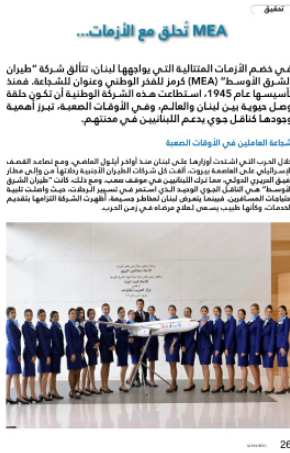 تحقيق
MEA تُحلق مع الأزمات...
في خضم الأزمات المتتالية التي يواجهها لبنان، تتألق شركة "طيران
الشرق الأوسط" (MEA) كرمز للفخر الوطني وعنوان للشجاعة. فمنذ
تأسيسها عام 1945، استطاعت هذه الشركة الوطنية أن تكون حلقة
وصل حيوية بين لبنان والعالم، وفي الأوقات الصعبة، تبرز أهمية
وجودها كناقل جوي يدعم اللبنانيين في محنتهم.
شجاعة العاملين في الأوقات الصعبة
خلال الحرب التي اشتدت أوزارها على لبنان منذ أواخر أيلول الماضي، ومع تصاعد القصف
الإسرائيلي على العاصمة بيروت، ألغت كل شركات الطيران الأجنبية رحلاتها من وإلى مطار
رفيق الحريري الدولي، مما ترك اللبنانيين في موقف صعب. ومع ذلك، كانت "طيران الشرق
الأوسط" هي الناقل الجوي الوحيد الذي استمر في تسيير الرحلات، حيث واصلت تلبية
احتياجات المسافرين. فبينما يتعرض لبنان لمخاطر جسيمة، أظهرت الشركة التزامها بتقديم
الخدمات، وكأنها طبيب يسعى لعلاج مرضاه في زمن الحرب.
26